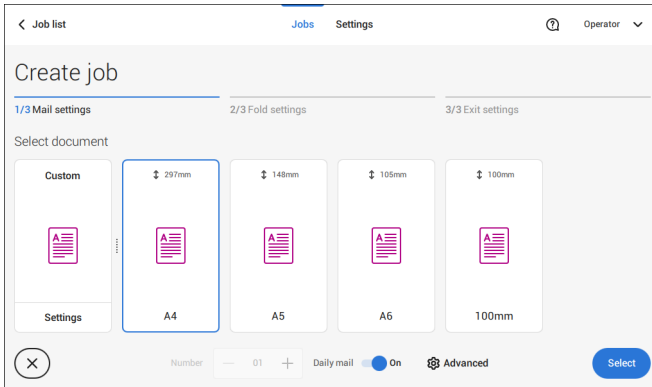 Job list
Jobs
Settings
Operator
Create job
1/3 Mail settings
2/3 Fold settings
3/3 Exit settings
Select document
Custom
297mm
148mm
105mm
100mm
A
A
A
A
A
Settings
A4
A5
A6
100mm
Number
01
Daily mail
On
Advanced
Select